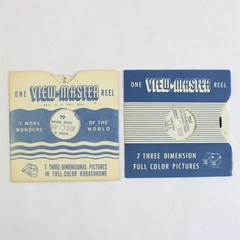 ONE VIEW-MASTER REEL
7 MORE WONDERS OF THE WORLD
79
7 THREE-DIMENSIONAL PICTURES
IN FULL-COLOR KODACHROME
ONE VIEW-MASTER REEL
7 THREE DIMENSION
FULL COLOR PICTURES